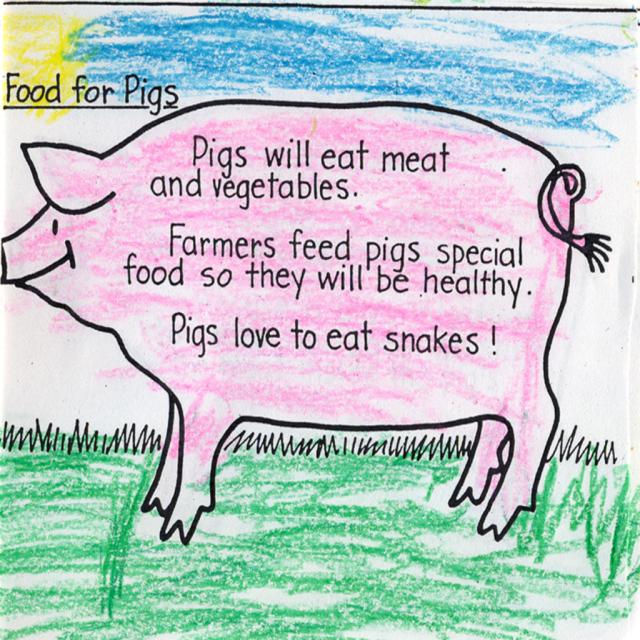 Food for Pigs
Pigs will eat meat
and vegetables.
Farmers feed pigs special
food so they will be healthy.
Pigs love to eat snakes!